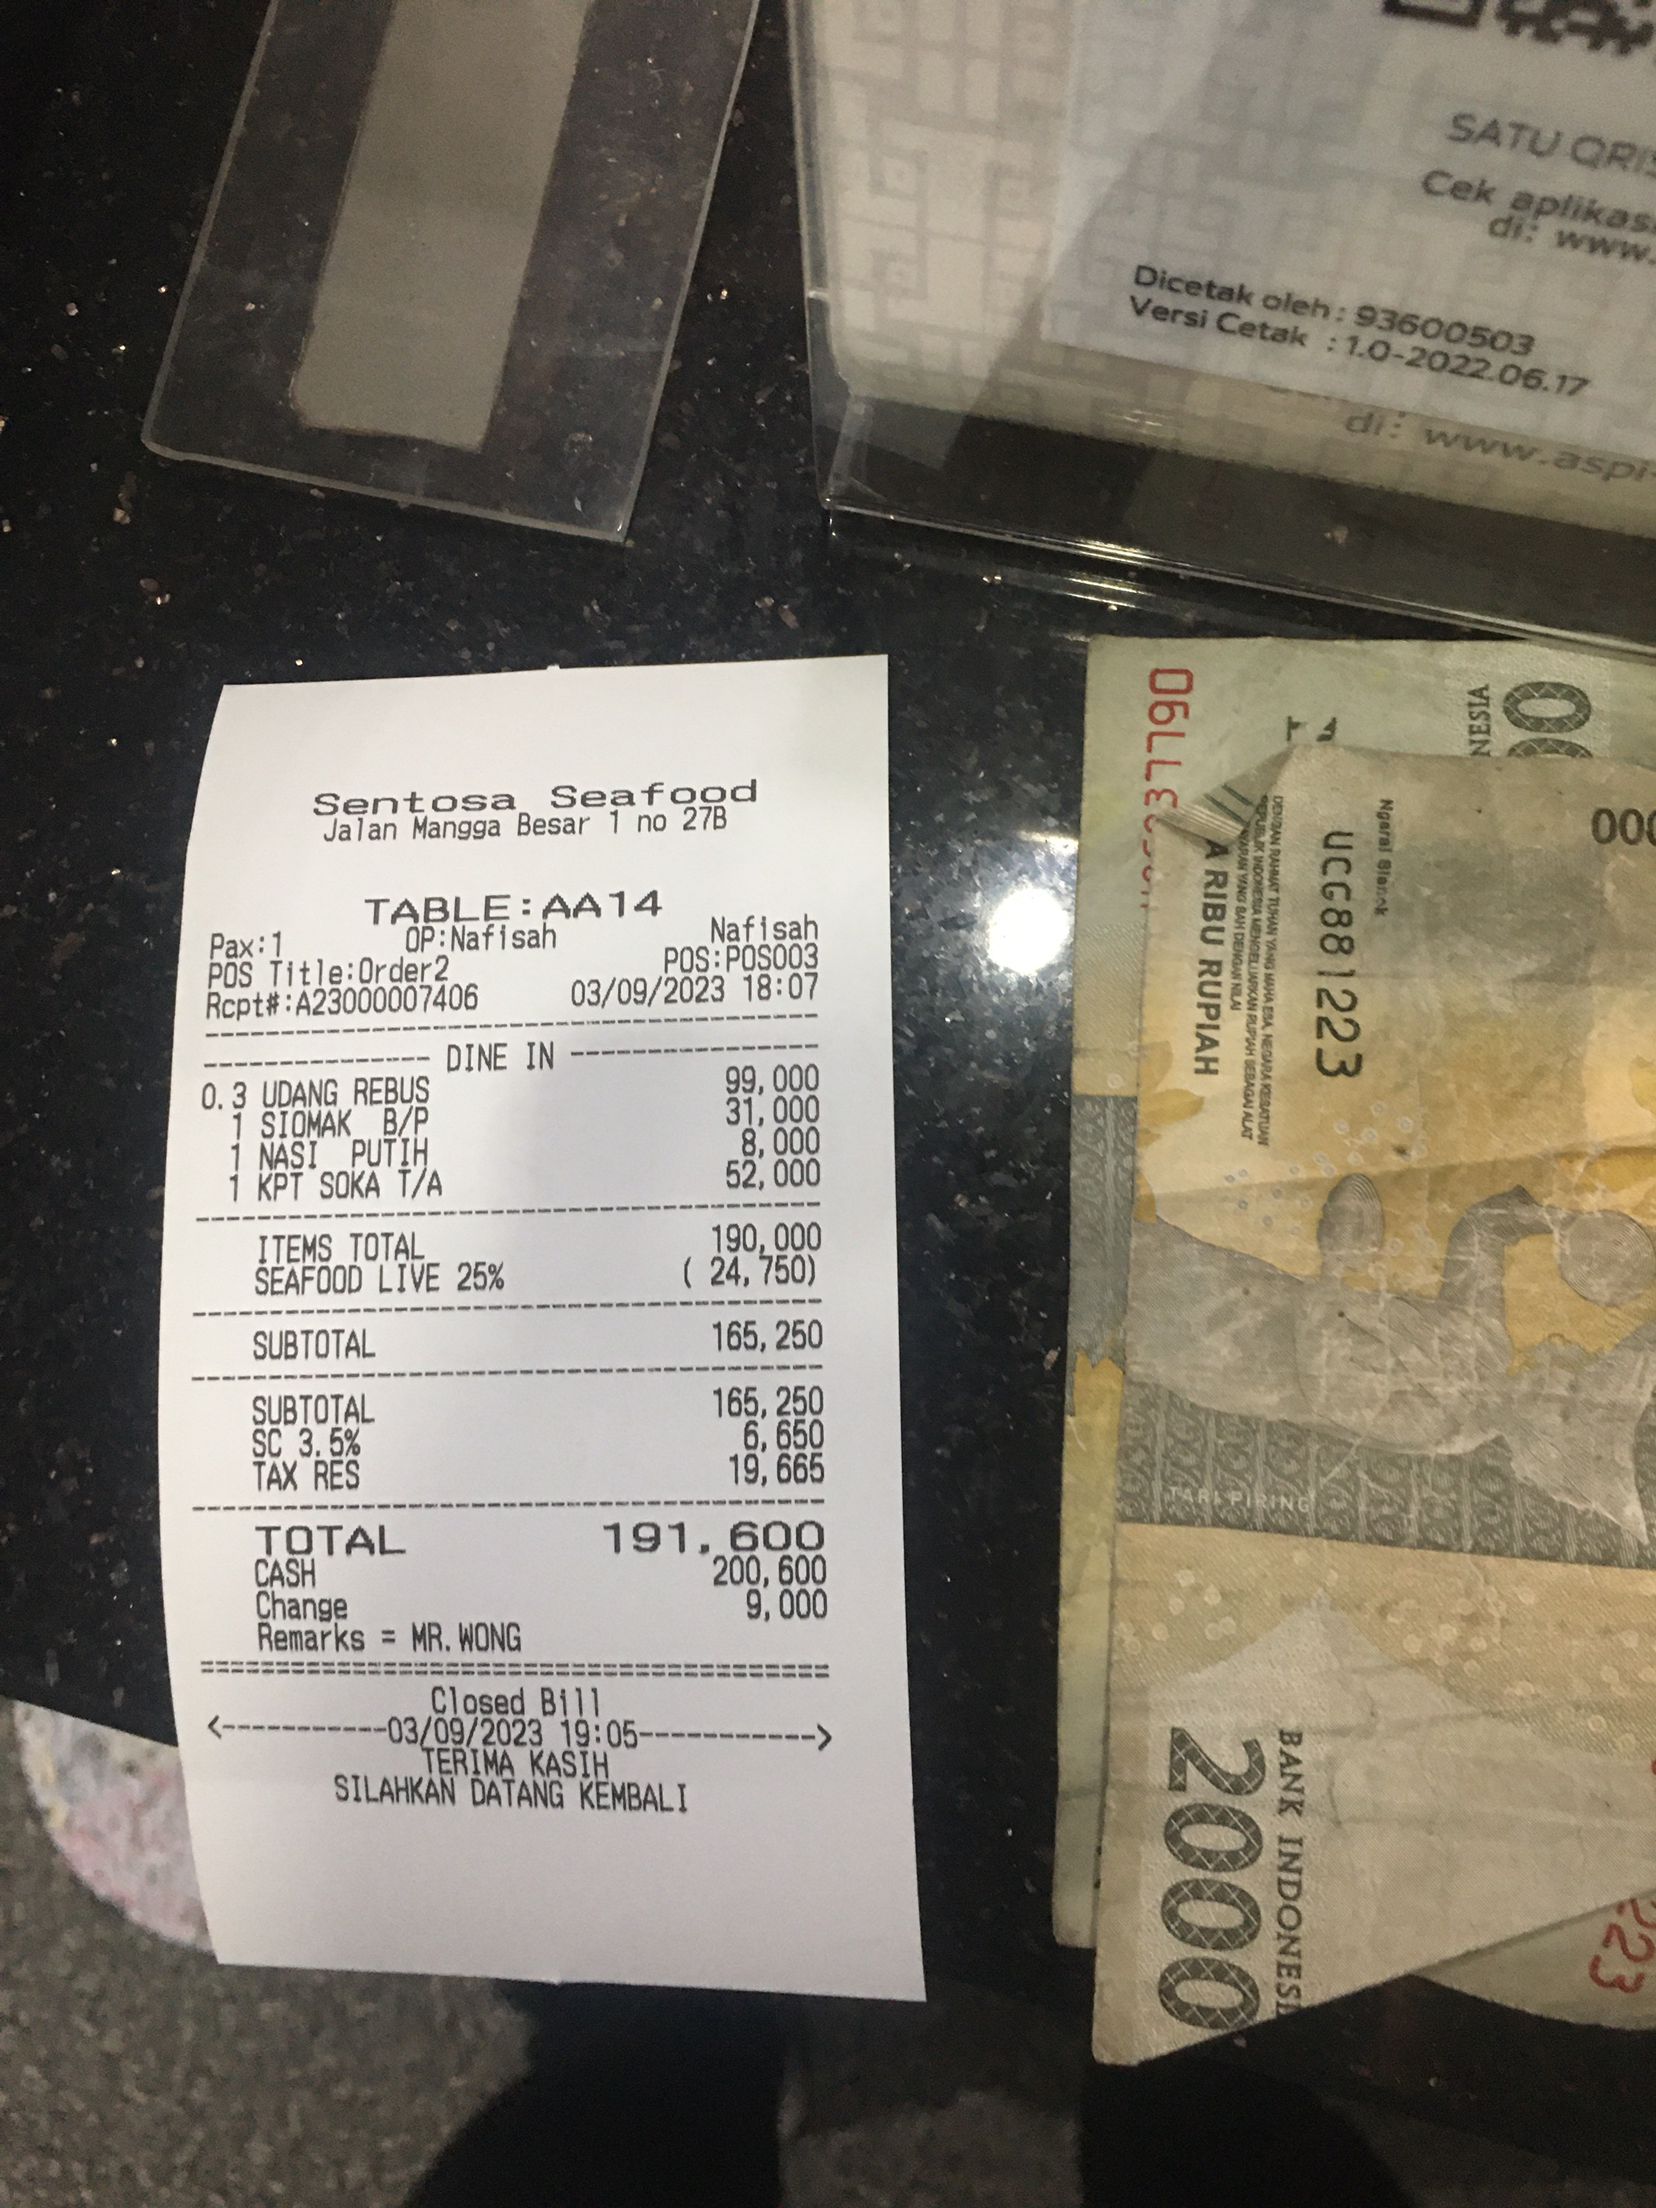 SATU QRIS
Cek aplikasi
di: www.
Dicetak oleh : 93600503
Versi Cetak : 1.0-2022.06.17
di: www.aspi-
Sentosa Seafood
Jalan Mangga Besar 1 no 27B
TABLE:AA14
Pax:1 OP:Nafisah Nafisah
POS Title:Order2 POS:POS003
Rcpt#:A23000007406 03/09/2023 18:07
DINE IN
0.3 UDANG REBUS 99,000
1 SIOMAK B/P 31,000
1 NASI PUTIH 8,000
1 KPT SOKA T/A 52,000
ITEMS TOTAL 190,000
SEAFOOD LIVE 25% ( 24,750)
SUBTOTAL 165,250
SUBTOTAL 165,250
SC 3.5% 6,650
TAX RES 19,665
TOTAL 191,600
CASH 200,600
Change 9,000
Remarks = MR.WONG
Closed Bill
<-----------03/09/2023 19:05------------>
TERIMA KASIH
SILAHKAN DATANG KEMBALI
NESIA
000
A RIBU RUPIAH
UCG881223
Ngarai Sianok
TARI PIRING
BANK INDONESI
2000
223